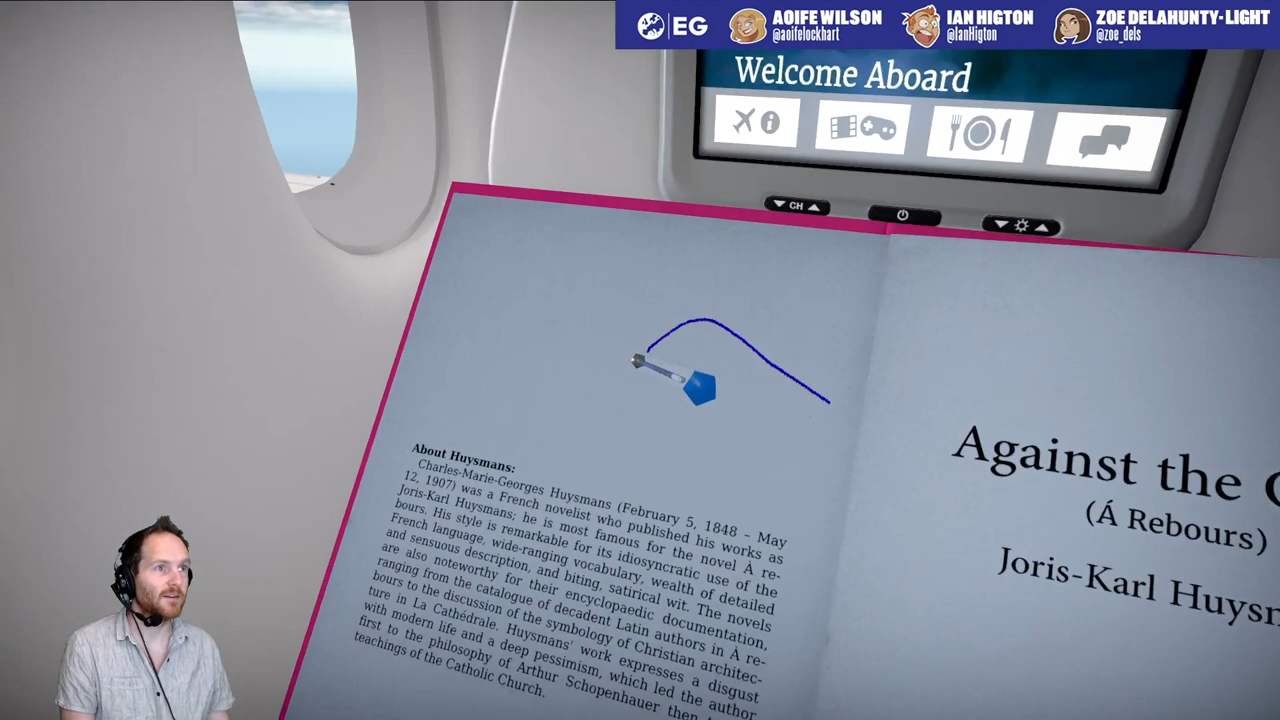 EG
AOIFE WILSON
@aoifelockhart
IAN HIGTON
@IanHigton
ZOE DELAHUNTY-LIGHT
@zoe_dels
Welcome Aboard
CH
About Huysmans:
Charles-Marie-Georges Huysmans (February 5, 1848 – May
12, 1907) was a French novelist who published his works as
Joris-Karl Huysmans; he is most famous for the novel À re-
bours. His style is remarkable for its idiosyncratic use of the
French language, wide-ranging vocabulary, wealth of detailed
and sensuous description, and biting, satirical wit. The novels
are also noteworthy for their encyclopaedic documentation,
ranging from the catalogue of decadent Latin authors in À re-
bours to the discussion of the symbology of Christian architec-
ture in La Cathédrale. Huysmans' work expresses a disgust
with modern life and a deep pessimism, which led the author
first to the philosophy of Arthur Schopenhauer then
teachings of the Catholic Church.
Against the
(Á Rebours)
Joris-Karl Huys